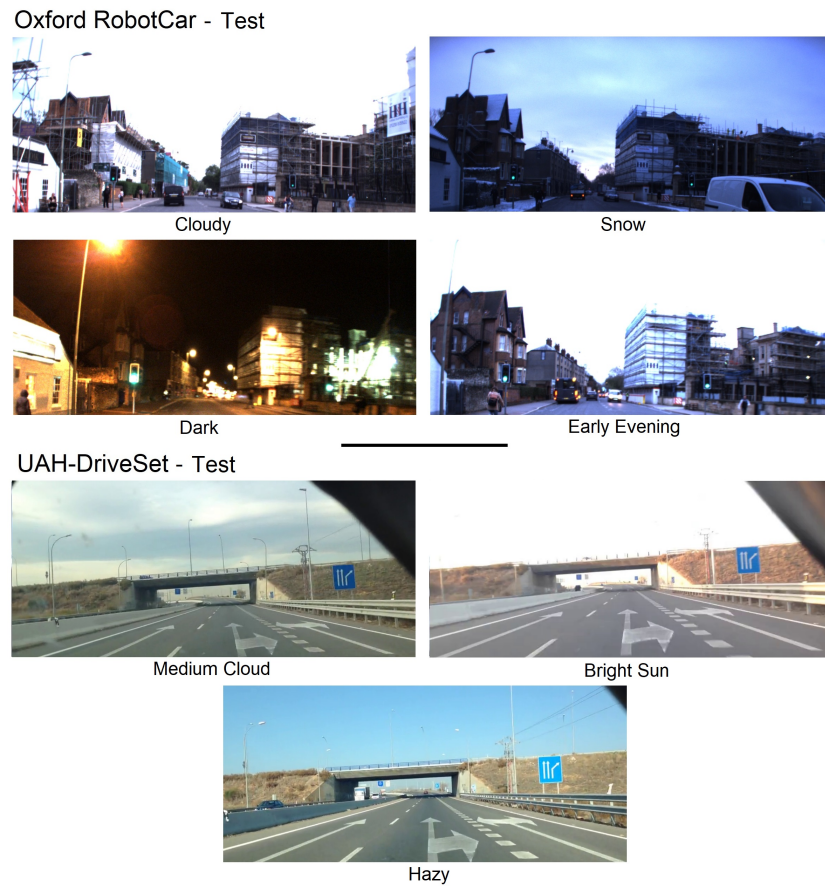 Oxford RobotCar - Test
Cloudy
Snow
Dark
Early Evening
UAH-DriveSet - Test
Medium Cloud
Bright Sun
Hazy